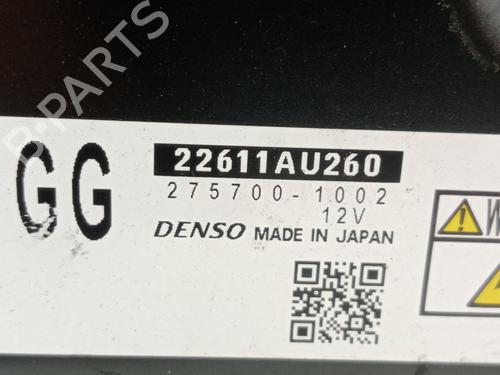 B-PARTS
GG
22611AU260
275700-1002
12V
DENSO MADE IN JAPAN